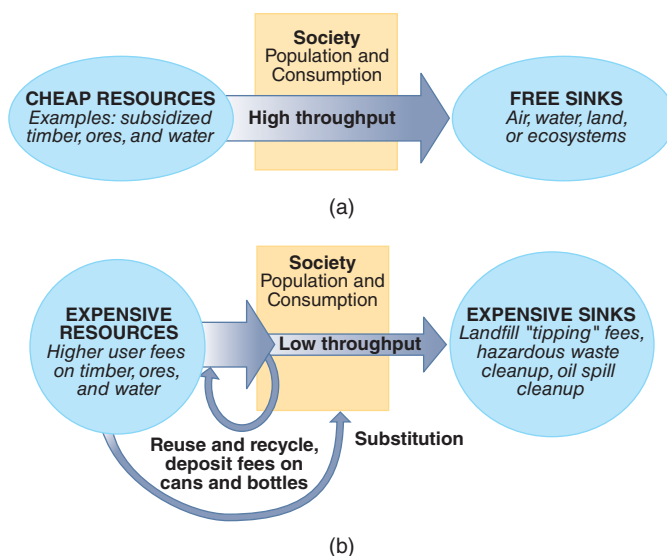 Society
Population and
Consumption
CHEAP RESOURCES
Examples: subsidized
timber, ores, and water
High throughput
FREE SINKS
Air, water, land,
or ecosystems
(a)
Society
Population and
Consumption
EXPENSIVE
RESOURCES
Higher user fees
on timber, ores,
and water
Low throughput
EXPENSIVE SINKS
Landfill "tipping" fees,
hazardous waste
cleanup, oil spill
cleanup
Reuse and recycle,
deposit fees on
cans and bottles
Substitution
(b)